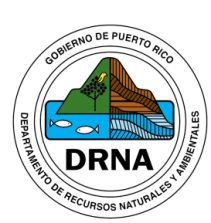 GOBIERNO DE PUERTO RICO
DRNA
DEPARTAMENTO DE RECURSOS NATURALES Y AMBIENTALES